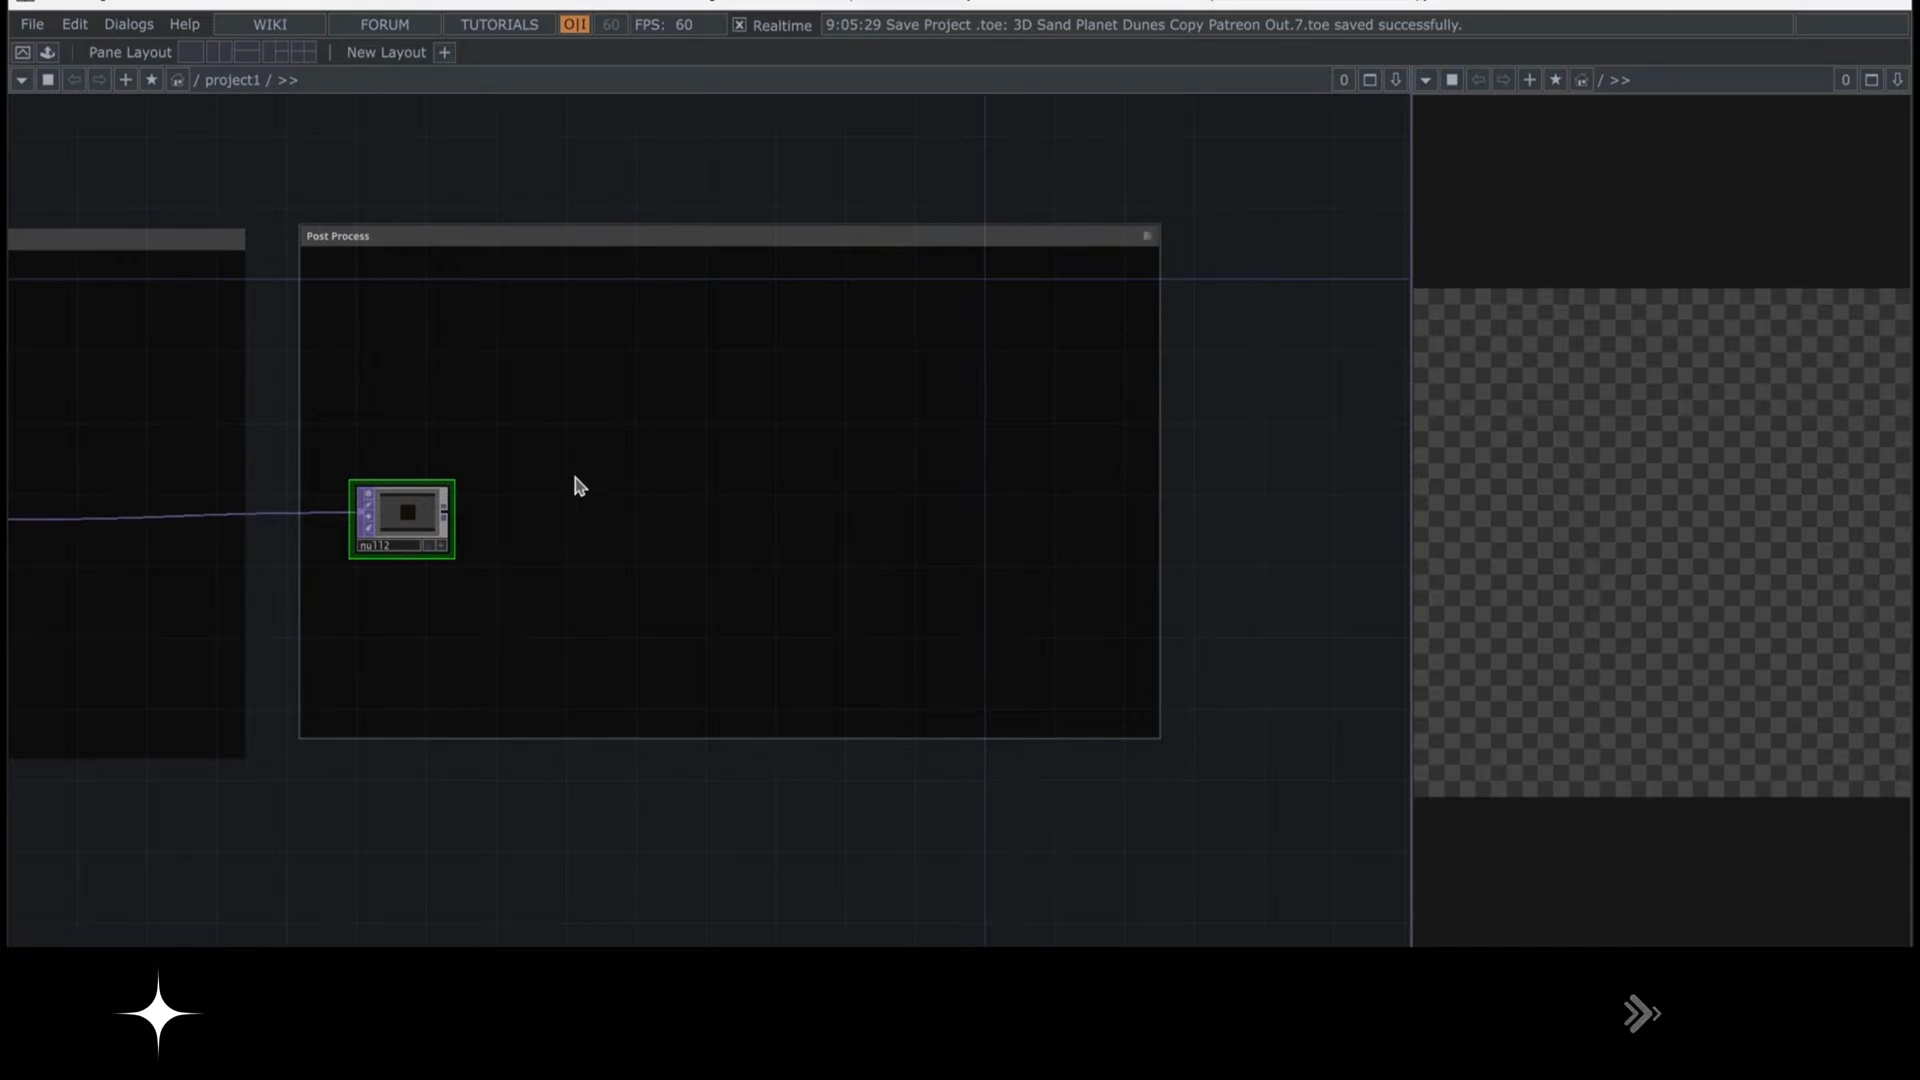 File Edit Dialogs Help WIKI FORUM TUTORIALS O|I 60 FPS: 60 Realtime 9:05:29 Save Project .toe: 3D Sand Planet Dunes Copy Patreon Out.7.toe saved successfully.
Pane Layout New Layout +
/ project1 / >> 0 / >> 0
Post Process
null2